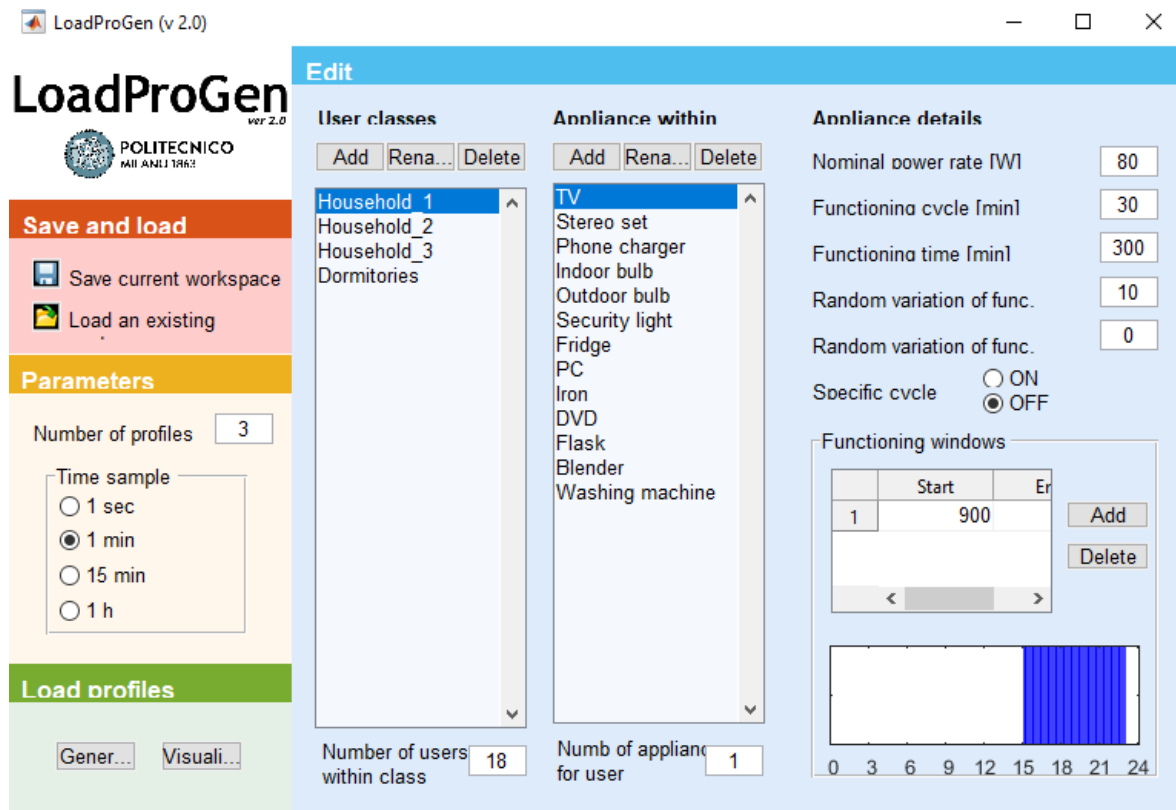 LoadProGen (v 2.0)
LoadProGen
ver 2.0
POLITECNICO
MILANO 1863
Save and load
Save current workspace
Load an existing
Parameters
Number of profiles 3
Time sample
1 sec
1 min
15 min
1 h
Load profiles
Gener... Visuali...
Edit
User classes
Add Rena... Delete
Household_1
Household_2
Household_3
Dormitories
Number of users 18
within class
Appliance within
Add Rena... Delete
TV
Stereo set
Phone charger
Indoor bulb
Outdoor bulb
Security light
Fridge
PC
Iron
DVD
Flask
Blender
Washing machine
Numb of applianc 1
for user
Appliance details
Nominal power rate [W] 80
Functioning cycle [min] 30
Functioning time [min] 300
Random variation of func. 10
Random variation of func. 0
Specific cycle
ON
OFF
Functioning windows
Start Er
1 900
Add
Delete
0 3 6 9 12 15 18 21 24